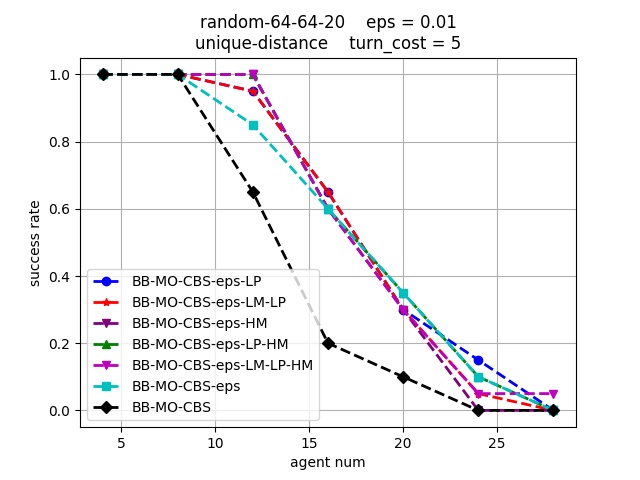 random-64-64-20    eps = 0.01
unique-distance    turn_cost = 5
success rate
1.0
0.8
0.6
0.4
0.2
0.0
BB-MO-CBS-eps-LP
BB-MO-CBS-eps-LM-LP
BB-MO-CBS-eps-HM
BB-MO-CBS-eps-LP-HM
BB-MO-CBS-eps-LM-LP-HM
BB-MO-CBS-eps
BB-MO-CBS
5 10 15 20 25
agent num